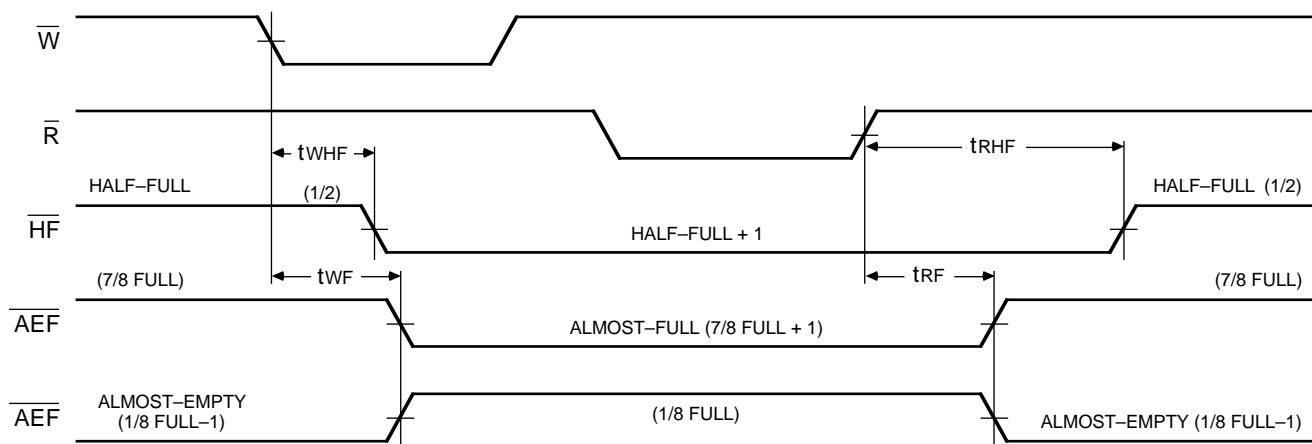 W
R
tWHF
tRHF
HALF–FULL (1/2)
HALF–FULL (1/2)
HF
HALF–FULL + 1
(7/8 FULL)
tWF
tRF
(7/8 FULL)
AEF
ALMOST–FULL (7/8 FULL + 1)
AEF
ALMOST–EMPTY
(1/8 FULL–1)
(1/8 FULL)
ALMOST–EMPTY (1/8 FULL–1)